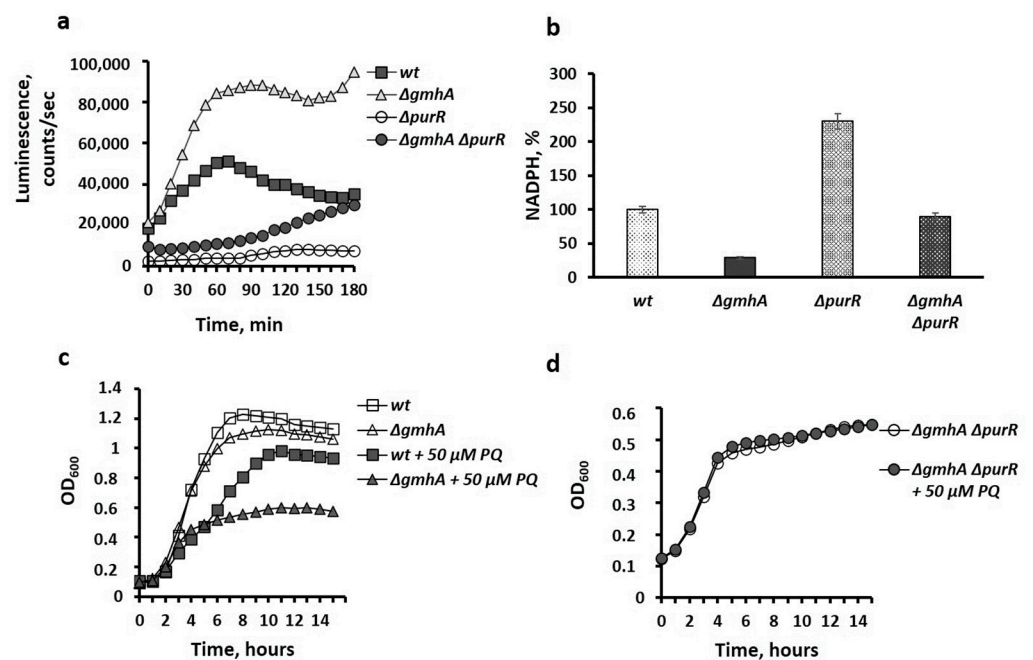 a
Luminescence,
counts/sec
100,000
80,000
60,000
40,000
20,000
0
0 30 60 90 120 150 180
Time, min
wt
ΔgmhA
ΔpurR
ΔgmhA ΔpurR
b
NADPH, %
300
250
200
150
100
50
0
wt ΔgmhA ΔpurR ΔgmhA
ΔpurR
c
OD600
1.4
1.2
1
0.8
0.6
0.4
0.2
0
0 2 4 6 8 10 12 14
Time, hours
wt
ΔgmhA
wt + 50 μM PQ
ΔgmhA + 50 μM PQ
d
OD600
0.6
0.5
0.4
0.3
0.2
0.1
0
0 2 4 6 8 10 12 14
Time, hours
ΔgmhA ΔpurR
ΔgmhA ΔpurR
+ 50 μM PQ